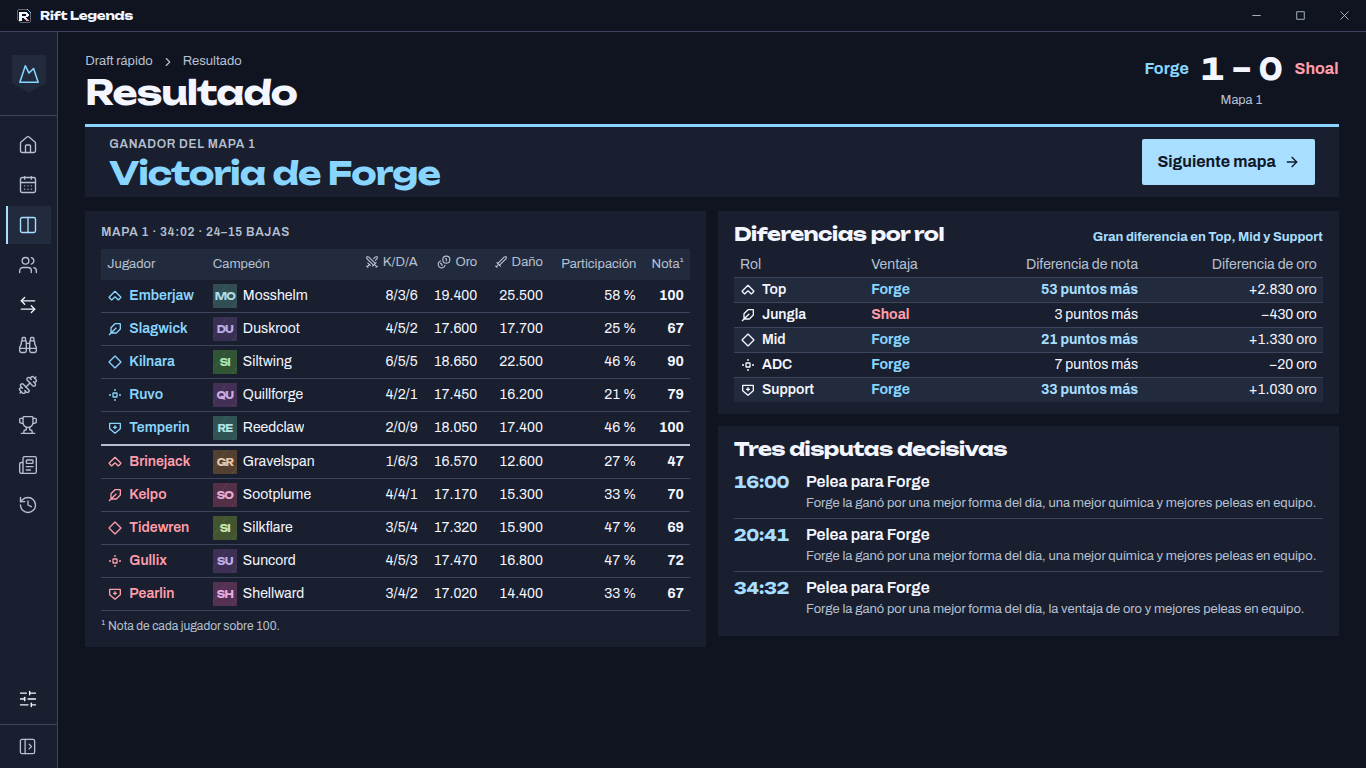 Rift Legends
Draft rápido > Resultado
Resultado
Forge 1 – 0 Shoal
Mapa 1
GANADOR DEL MAPA 1
Victoria de Forge
Siguiente mapa →
MAPA 1 · 34:02 · 24–15 BAJAS
Jugador Campeón K/D/A Oro Daño Participación Nota¹
Emberjaw MO Mosshelm 8/3/6 19.400 25.500 58 % 100
Slagwick DU Duskroot 4/5/2 17.600 17.700 25 % 67
Kilnara SI Siltwing 6/5/5 18.650 22.500 46 % 90
Ruvo QU Quillforge 4/2/1 17.450 16.200 21 % 79
Temperin RE Reedclaw 2/0/9 18.050 17.400 46 % 100
Brinejack GR Gravelspan 1/6/3 16.570 12.600 27 % 47
Kelpo SO Sootplume 4/4/1 17.170 15.300 33 % 70
Tidewren SI Silkflare 3/5/4 17.320 15.900 47 % 69
Gullix SU Suncord 4/5/3 17.470 16.800 47 % 72
Pearlin SH Shellward 3/4/2 17.020 14.400 33 % 67
¹ Nota de cada jugador sobre 100.
Diferencias por rol
Gran diferencia en Top, Mid y Support
Rol Ventaja Diferencia de nota Diferencia de oro
Top Forge 53 puntos más +2.830 oro
Jungla Shoal 3 puntos más −430 oro
Mid Forge 21 puntos más +1.330 oro
ADC Forge 7 puntos más −20 oro
Support Forge 33 puntos más +1.030 oro
Tres disputas decisivas
16:00 Pelea para Forge
Forge la ganó por una mejor forma del día, una mejor química y mejores peleas en equipo.
20:41 Pelea para Forge
Forge la ganó por una mejor forma del día, una mejor química y mejores peleas en equipo.
34:32 Pelea para Forge
Forge la ganó por una mejor forma del día, la ventaja de oro y mejores peleas en equipo.